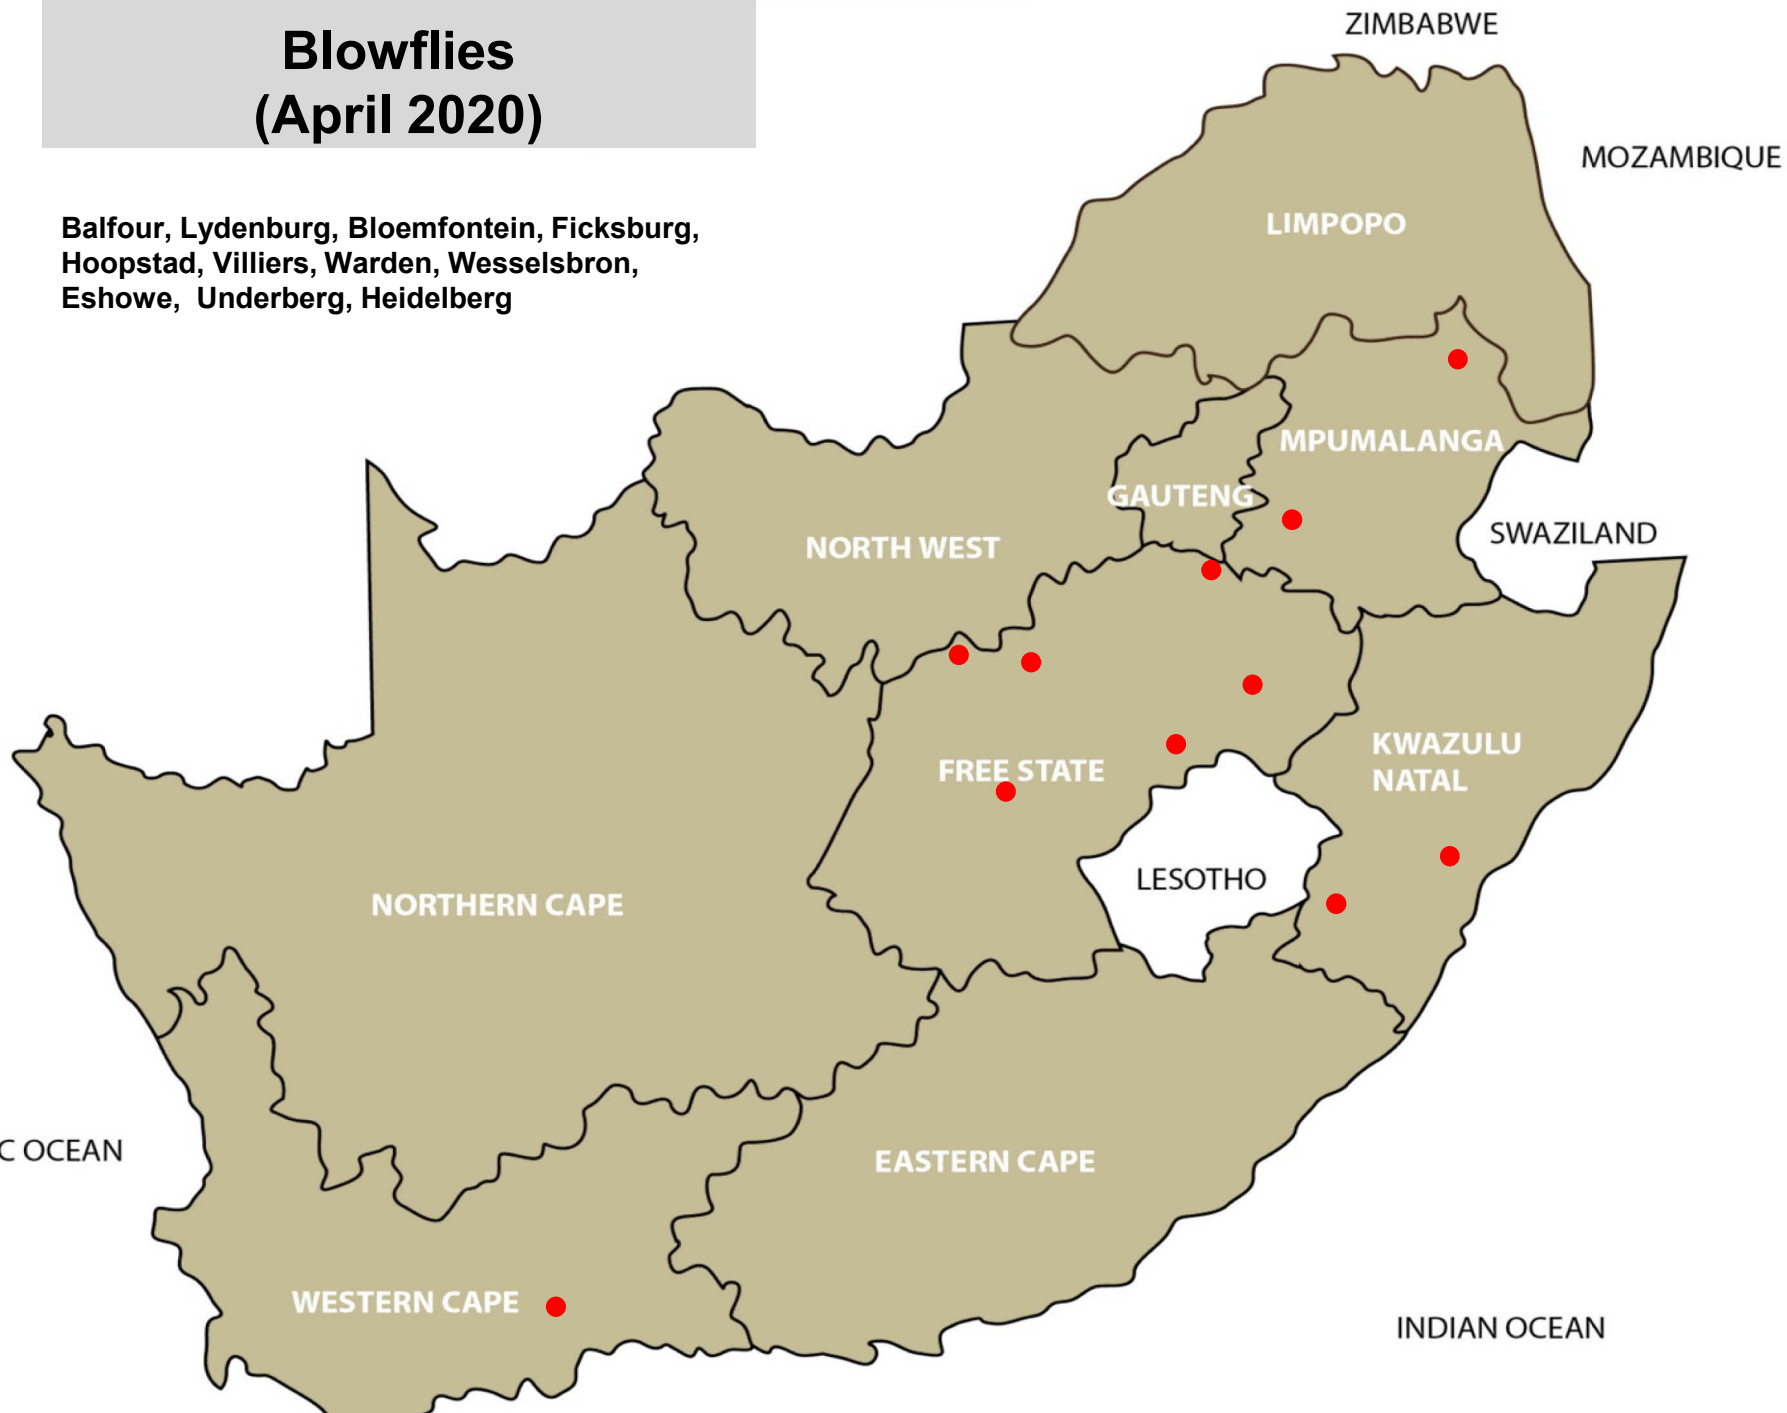 Blowflies
(April 2020)
Balfour, Lydenburg, Bloemfontein, Ficksburg,
Hoopstad, Villiers, Warden, Wesselsbron,
Eshowe, Underberg, Heidelberg
ZIMBABWE
MOZAMBIQUE
LIMPOPO
MPUMALANGA
GAUTENG
SWAZILAND
NORTH WEST
KWAZULU
NATAL
FREE STATE
LESOTHO
NORTHERN CAPE
C OCEAN
EASTERN CAPE
WESTERN CAPE
INDIAN OCEAN